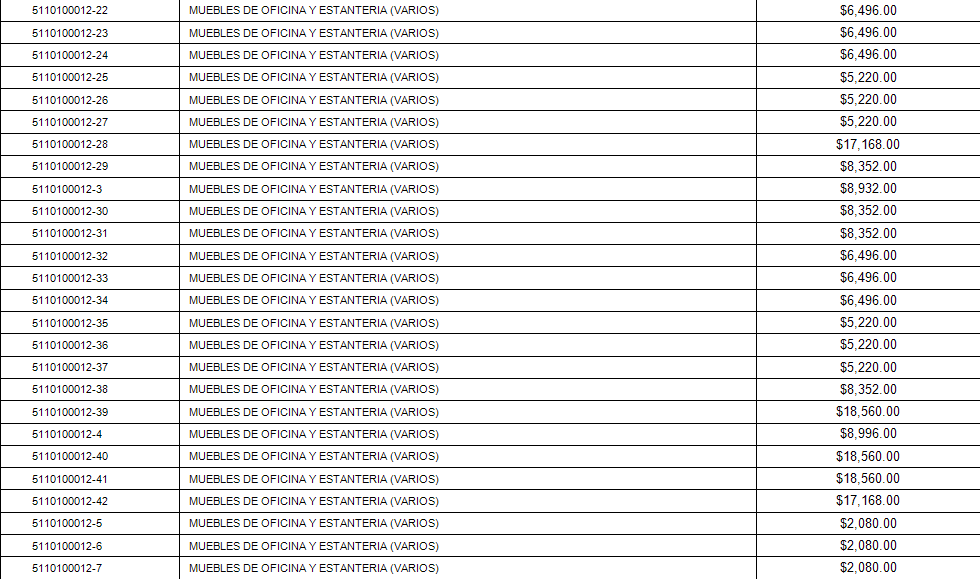 5110100012-22 MUEBLES DE OFICINA Y ESTANTERIA (VARIOS) $6,496.00
5110100012-23 MUEBLES DE OFICINA Y ESTANTERIA (VARIOS) $6,496.00
5110100012-24 MUEBLES DE OFICINA Y ESTANTERIA (VARIOS) $6,496.00
5110100012-25 MUEBLES DE OFICINA Y ESTANTERIA (VARIOS) $5,220.00
5110100012-26 MUEBLES DE OFICINA Y ESTANTERIA (VARIOS) $5,220.00
5110100012-27 MUEBLES DE OFICINA Y ESTANTERIA (VARIOS) $5,220.00
5110100012-28 MUEBLES DE OFICINA Y ESTANTERIA (VARIOS) $17,168.00
5110100012-29 MUEBLES DE OFICINA Y ESTANTERIA (VARIOS) $8,352.00
5110100012-3 MUEBLES DE OFICINA Y ESTANTERIA (VARIOS) $8,932.00
5110100012-30 MUEBLES DE OFICINA Y ESTANTERIA (VARIOS) $8,352.00
5110100012-31 MUEBLES DE OFICINA Y ESTANTERIA (VARIOS) $8,352.00
5110100012-32 MUEBLES DE OFICINA Y ESTANTERIA (VARIOS) $6,496.00
5110100012-33 MUEBLES DE OFICINA Y ESTANTERIA (VARIOS) $6,496.00
5110100012-34 MUEBLES DE OFICINA Y ESTANTERIA (VARIOS) $6,496.00
5110100012-35 MUEBLES DE OFICINA Y ESTANTERIA (VARIOS) $5,220.00
5110100012-36 MUEBLES DE OFICINA Y ESTANTERIA (VARIOS) $5,220.00
5110100012-37 MUEBLES DE OFICINA Y ESTANTERIA (VARIOS) $5,220.00
5110100012-38 MUEBLES DE OFICINA Y ESTANTERIA (VARIOS) $8,352.00
5110100012-39 MUEBLES DE OFICINA Y ESTANTERIA (VARIOS) $18,560.00
5110100012-4 MUEBLES DE OFICINA Y ESTANTERIA (VARIOS) $8,996.00
5110100012-40 MUEBLES DE OFICINA Y ESTANTERIA (VARIOS) $18,560.00
5110100012-41 MUEBLES DE OFICINA Y ESTANTERIA (VARIOS) $18,560.00
5110100012-42 MUEBLES DE OFICINA Y ESTANTERIA (VARIOS) $17,168.00
5110100012-5 MUEBLES DE OFICINA Y ESTANTERIA (VARIOS) $2,080.00
5110100012-6 MUEBLES DE OFICINA Y ESTANTERIA (VARIOS) $2,080.00
5110100012-7 MUEBLES DE OFICINA Y ESTANTERIA (VARIOS) $2,080.00